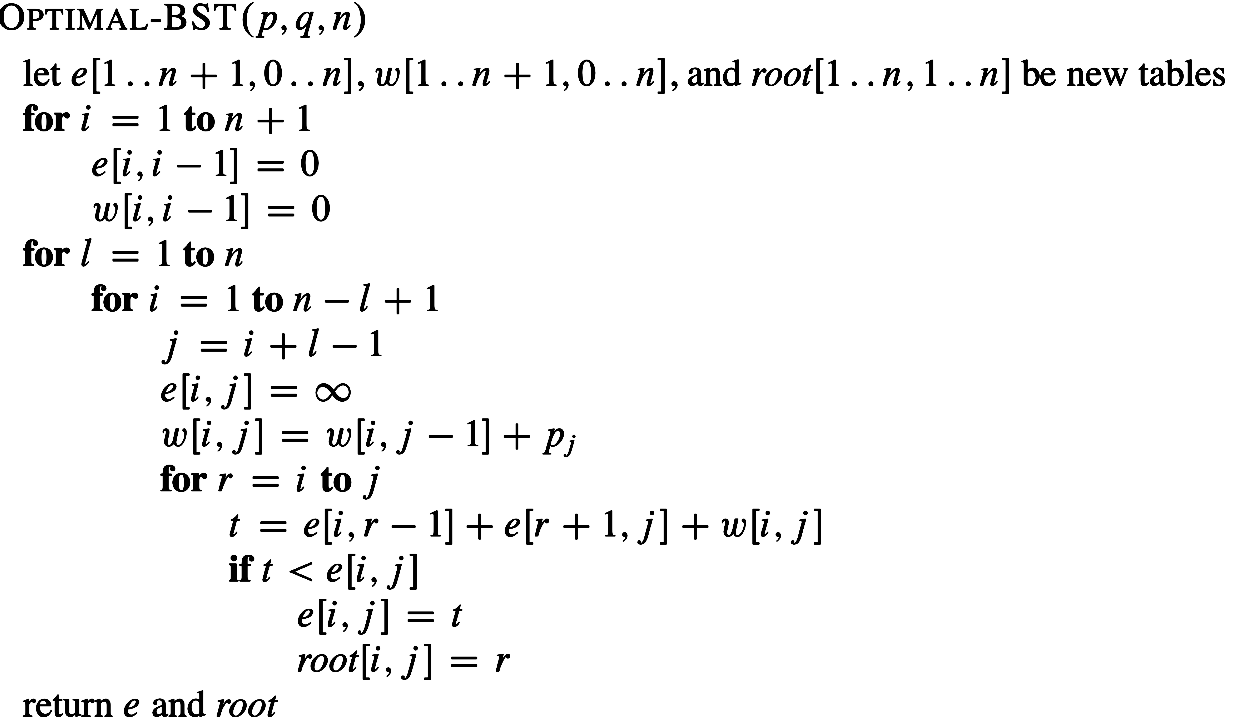 OPTIMAL-BST(p, q, n)
let e[1..n + 1, 0..n], w[1..n + 1, 0..n], and root[1..n, 1..n] be new tables
for i = 1 to n + 1
e[i, i − 1] = 0
w[i, i − 1] = 0
for l = 1 to n
for i = 1 to n − l + 1
j = i + l − 1
e[i, j] = ∞
w[i, j] = w[i, j − 1] + pj
for r = i to j
t = e[i, r − 1] + e[r + 1, j] + w[i, j]
if t < e[i, j]
e[i, j] = t
root[i, j] = r
return e and root